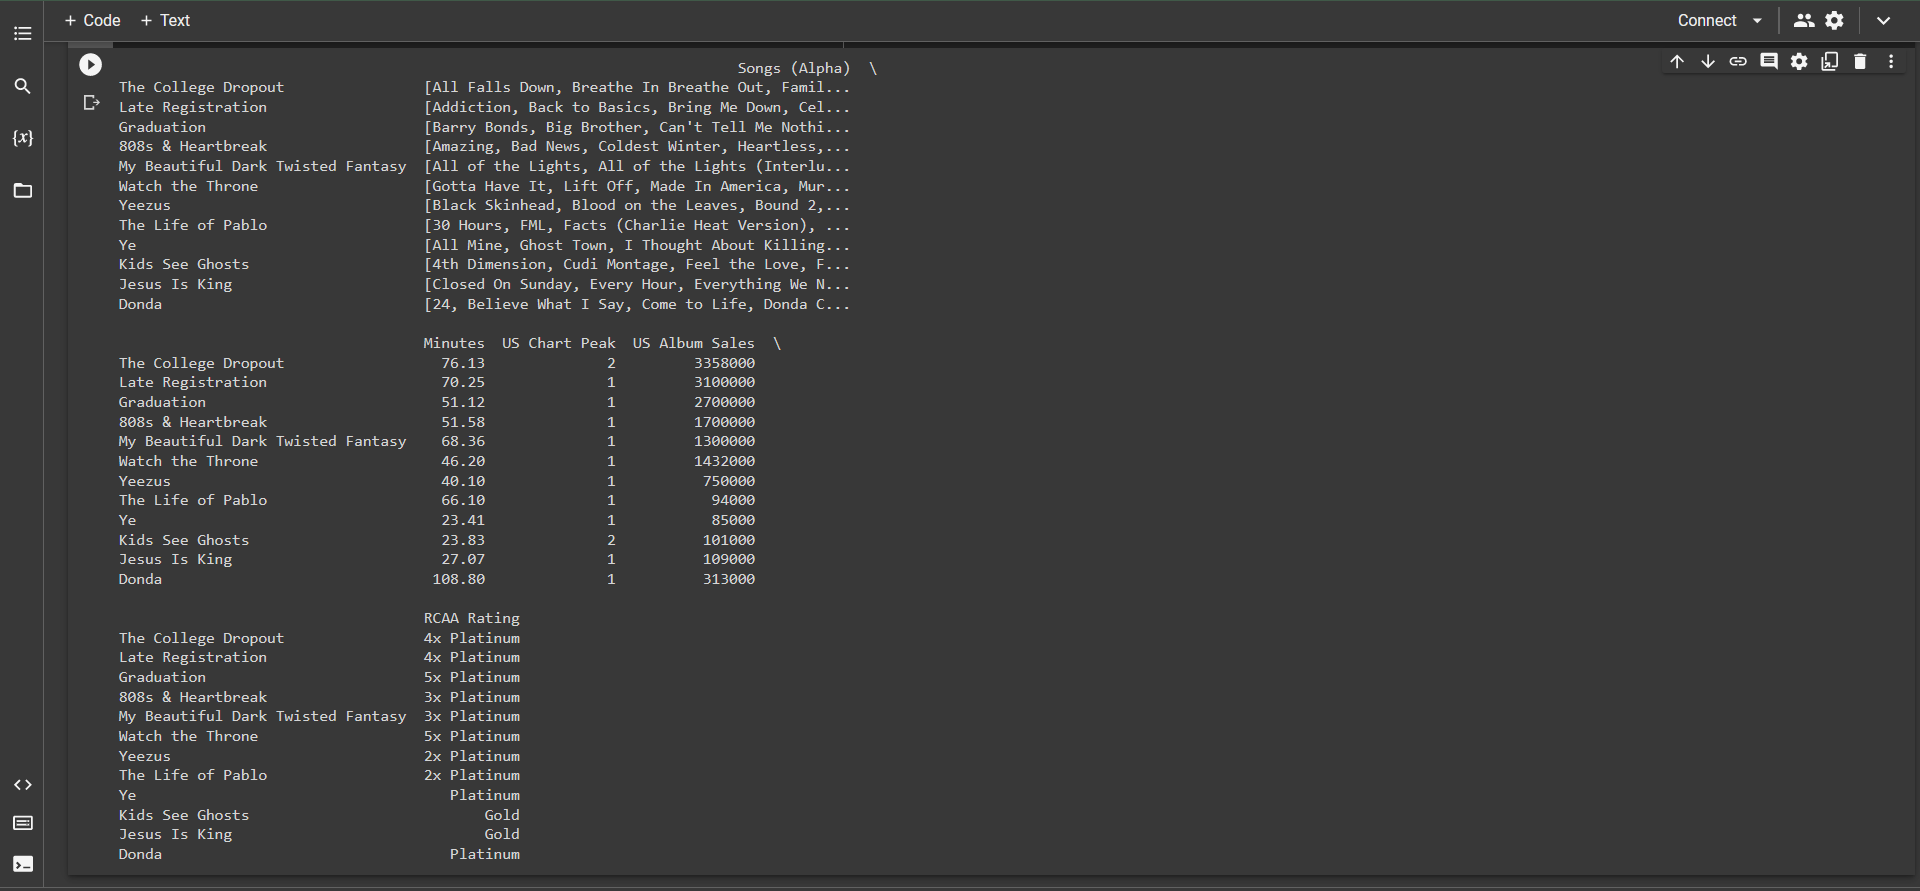 + Code + Text Connect
Songs (Alpha) \
The College Dropout [All Falls Down, Breathe In Breathe Out, Famil...
Late Registration [Addiction, Back to Basics, Bring Me Down, Cel...
Graduation [Barry Bonds, Big Brother, Can't Tell Me Nothi...
808s & Heartbreak [Amazing, Bad News, Coldest Winter, Heartless,...
My Beautiful Dark Twisted Fantasy [All of the Lights, All of the Lights (Interlu...
Watch the Throne [Gotta Have It, Lift Off, Made In America, Mur...
Yeezus [Black Skinhead, Blood on the Leaves, Bound 2,...
The Life of Pablo [30 Hours, FML, Facts (Charlie Heat Version), ...
Ye [All Mine, Ghost Town, I Thought About Killing...
Kids See Ghosts [4th Dimension, Cudi Montage, Feel the Love, F...
Jesus Is King [Closed On Sunday, Every Hour, Everything We N...
Donda [24, Believe What I Say, Come to Life, Donda C...
Minutes US Chart Peak US Album Sales \
The College Dropout 76.13 2 3358000
Late Registration 70.25 1 3100000
Graduation 51.12 1 2700000
808s & Heartbreak 51.58 1 1700000
My Beautiful Dark Twisted Fantasy 68.36 1 1300000
Watch the Throne 46.20 1 1432000
Yeezus 40.10 1 750000
The Life of Pablo 66.10 1 94000
Ye 23.41 1 85000
Kids See Ghosts 23.83 2 101000
Jesus Is King 27.07 1 109000
Donda 108.80 1 313000
RCAA Rating
The College Dropout 4x Platinum
Late Registration 4x Platinum
Graduation 5x Platinum
808s & Heartbreak 3x Platinum
My Beautiful Dark Twisted Fantasy 3x Platinum
Watch the Throne 5x Platinum
Yeezus 2x Platinum
The Life of Pablo 2x Platinum
Ye Platinum
Kids See Ghosts Gold
Jesus Is King Gold
Donda Platinum